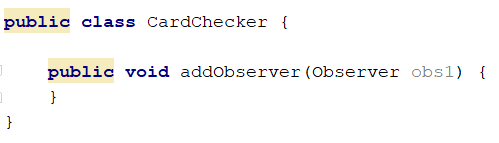 public class CardChecker {
public void addObserver(Observer obs1) {
}
}